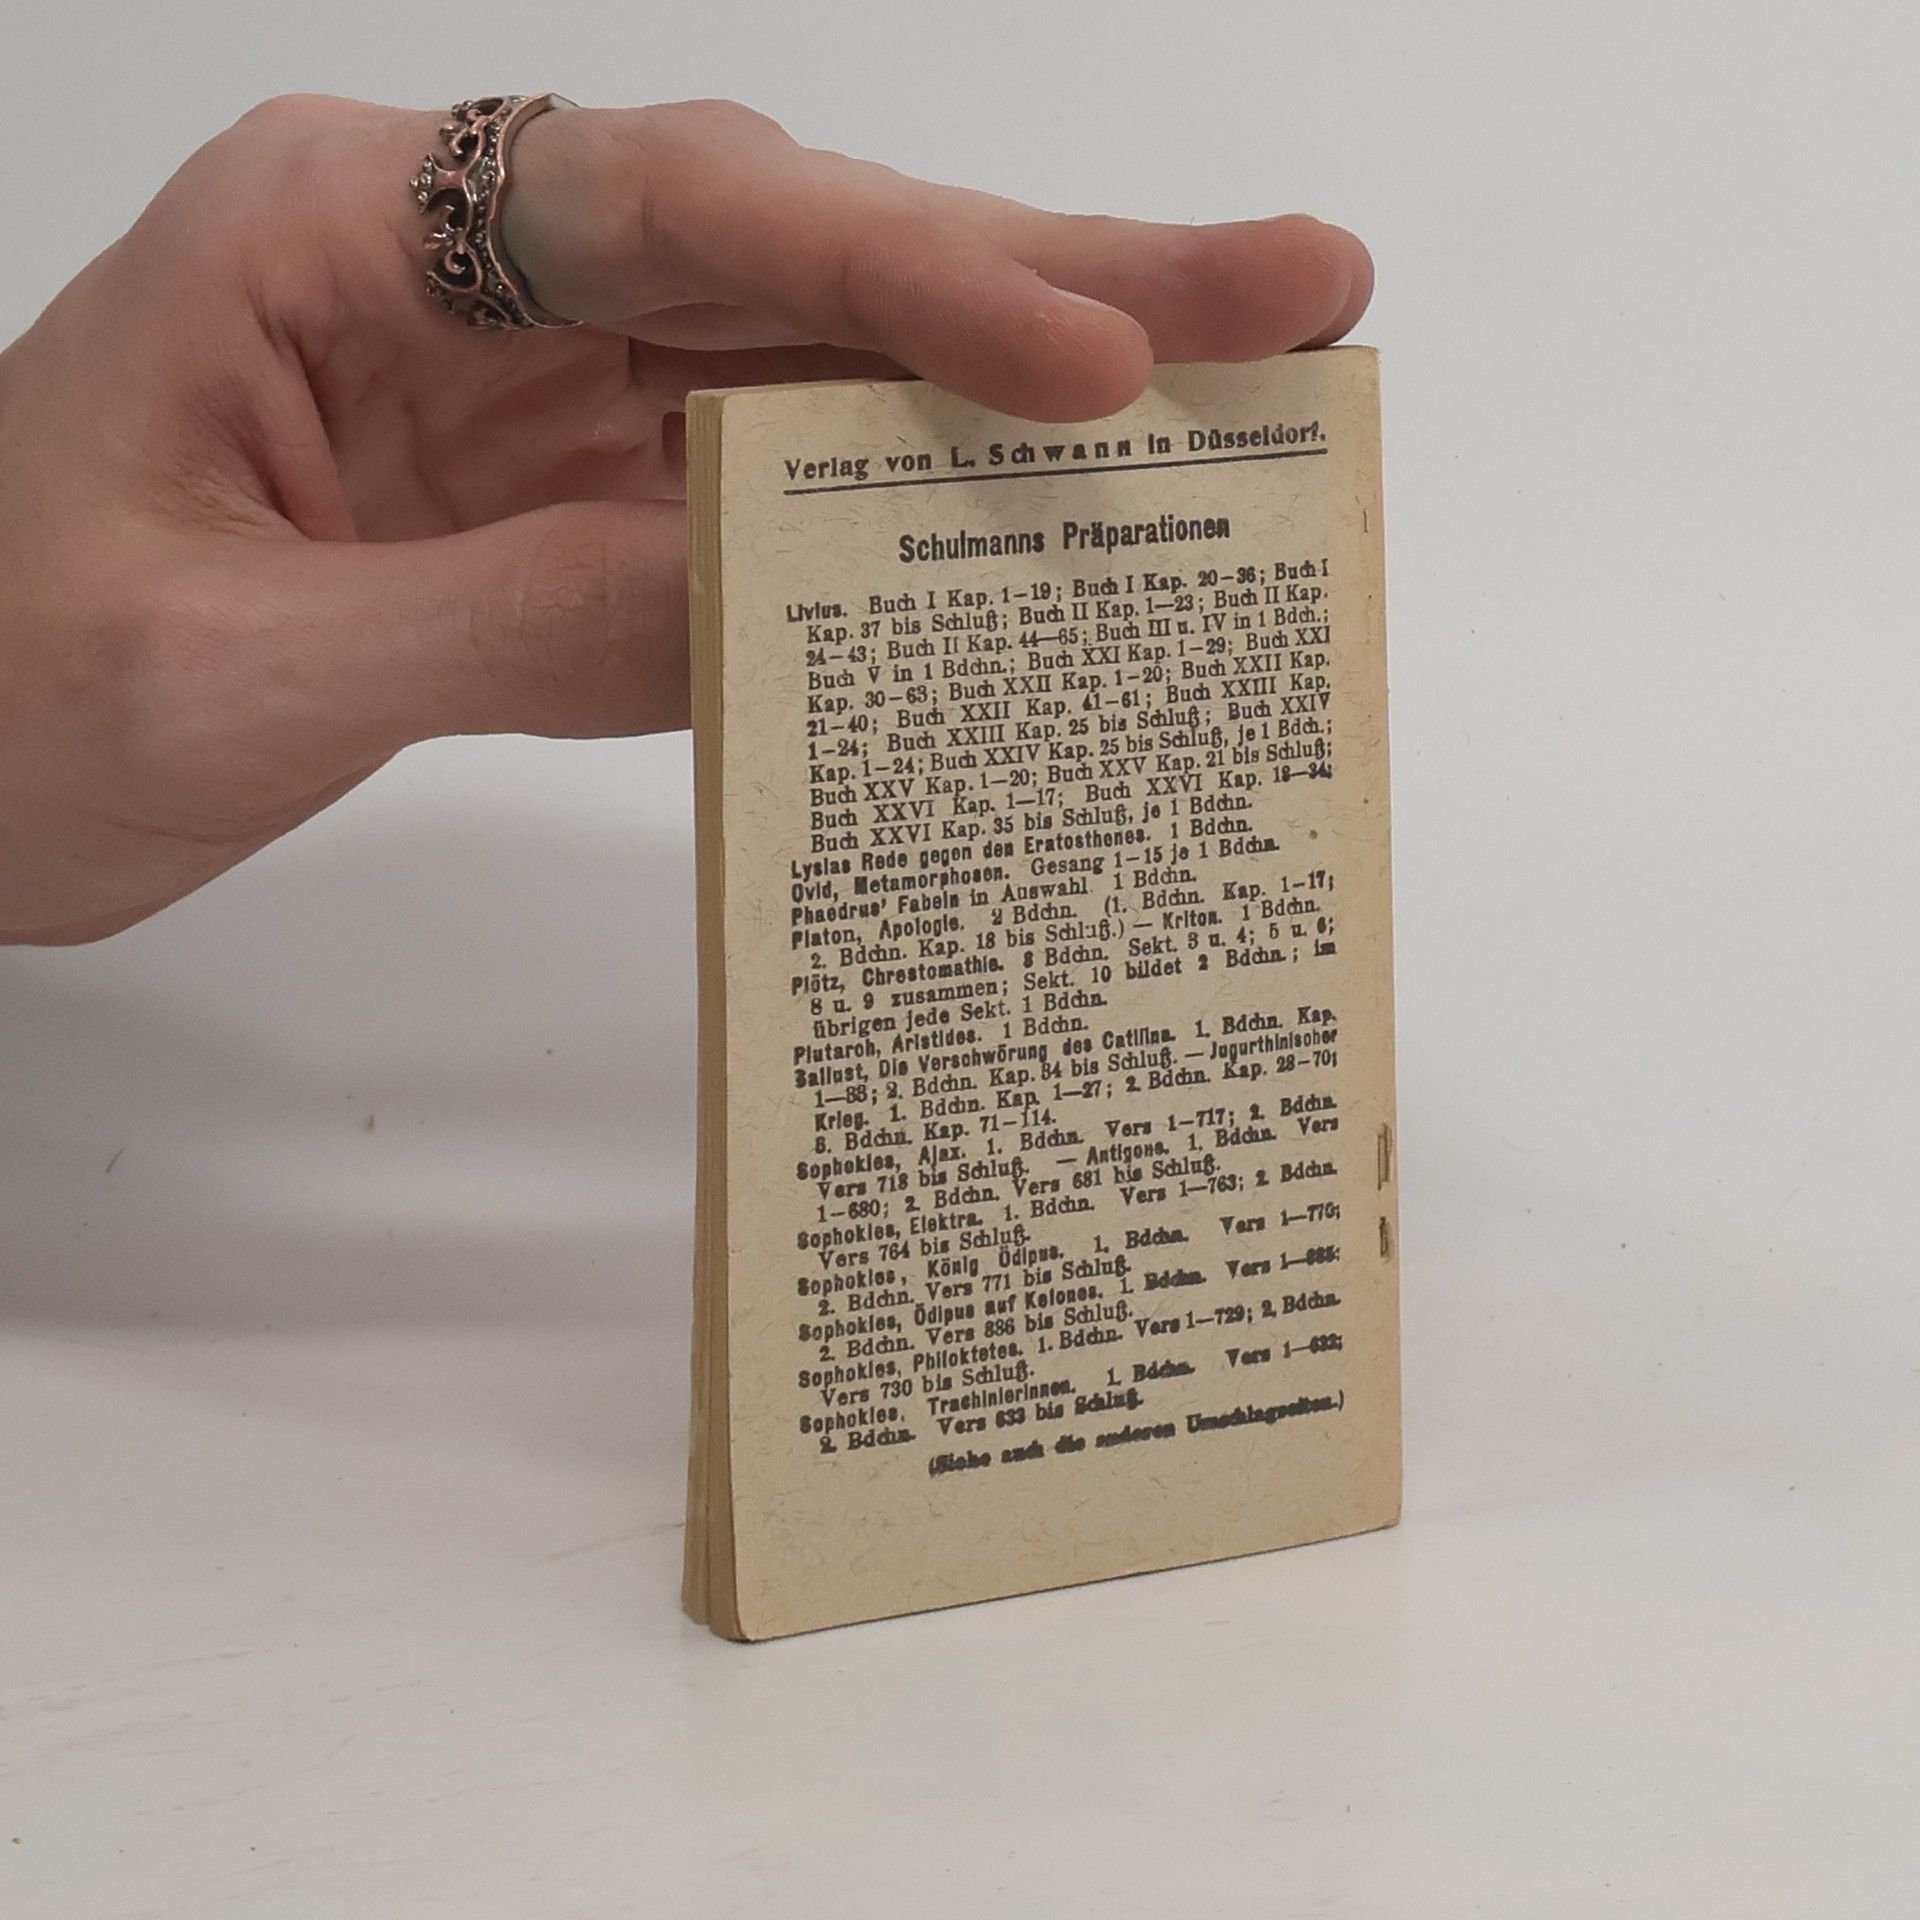 Verlag von L. Schwann in Düsseldorf.
Schulmanns Präparationen
Livius. Buch I Kap. 1–19; Buch I Kap. 20–36; Buch I
Kap. 37 bis Schluß; Buch II Kap. 1—23; Buch II Kap.
24–43; Buch II Kap. 44—65; Buch III u. IV in 1 Bdch.;
Buch V in 1 Bdchn.; Buch XXI Kap. 1–29; Buch XXI
Kap. 30–63; Buch XXII Kap. 1–20; Buch XXII Kap.
21–40; Buch XXII Kap. 41–61; Buch XXIII Kap.
1–24; Buch XXIII Kap. 25 bis Schluß; Buch XXIV
Kap. 1–24; Buch XXIV Kap. 25 bis Schluß, je 1 Bdch.;
Buch XXV Kap. 1–20; Buch XXV Kap. 21 bis Schluß;
Buch XXVI Kap. 1—17; Buch XXVI Kap. 18—34;
Buch XXVI Kap. 35 bis Schluß, je 1 Bdchn.
Lysias Rede gegen den Eratosthenes. 1 Bdchn.
Ovid, Metamorphosen. Gesang 1–15 je 1 Bdchn.
Phaedrus' Fabeln in Auswahl 1 Bdchn.
Platon, Apologie. 2 Bdchn. (1. Bdchn. Kap. 1–17;
2. Bdchn. Kap. 18 bis Schluß.) — Kriton. 1 Bdchn.
Plötz, Chrestomathie. 8 Bdchn. Sekt. 3 u. 4; 5 u. 6;
8 u. 9 zusammen; Sekt. 10 bildet 2 Bdchn.; im
übrigen jede Sekt. 1 Bdchn.
Plutarch, Aristides. 1 Bdchn.
Sallust, Die Verschwörung des Catilina. 1. Bdchn. Kap.
1—33; 2. Bdchn. Kap. 34 bis Schluß. — Jugurthinischer
Krieg. 1. Bdchn. Kap. 1—27; 2. Bdchn. Kap. 28–70;
3. Bdchn. Kap. 71–114.
Sophokles, Ajax. 1. Bdchn. Vers 1–717; 2. Bdchn.
Vers 718 bis Schluß. — Antigone. 1. Bdchn. Vers
1–680; 2. Bdchn. Vers 681 bis Schluß.
Sophokles, Elektra. 1. Bdchn. Vers 1—763; 2. Bdchn.
Vers 764 bis Schluß.
Sophokles, König Ödipus. 1. Bdchn. Vers 1—770;
2. Bdchn. Vers 771 bis Schluß.
Sophokles, Ödipus auf Kolonos. 1. Bdchn. Vers 1—885;
2. Bdchn. Vers 886 bis Schluß.
Sophokles, Philoktetes. 1. Bdchn. Vers 1—729; 2. Bdchn.
Vers 730 bis Schluß.
Sophokles, Trachinierinnen. 1. Bdchn. Vers 1—632;
2. Bdchn. Vers 633 bis Schluß.
(Siehe auch die anderen Umschlagseiten.)